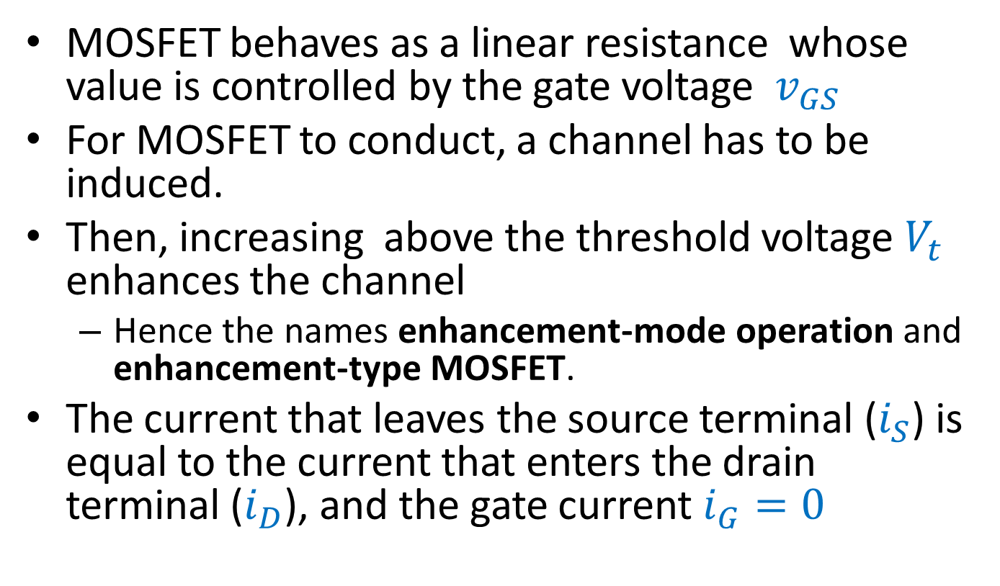 • MOSFET behaves as a linear resistance  whose
value is controlled by the gate voltage  v_GS
• For MOSFET to conduct, a channel has to be
induced.
• Then, increasing  above the threshold voltage V_t
enhances the channel
– Hence the names enhancement-mode operation and
enhancement-type MOSFET.
• The current that leaves the source terminal (i_S) is
equal to the current that enters the drain
terminal (i_D), and the gate current i_G = 0